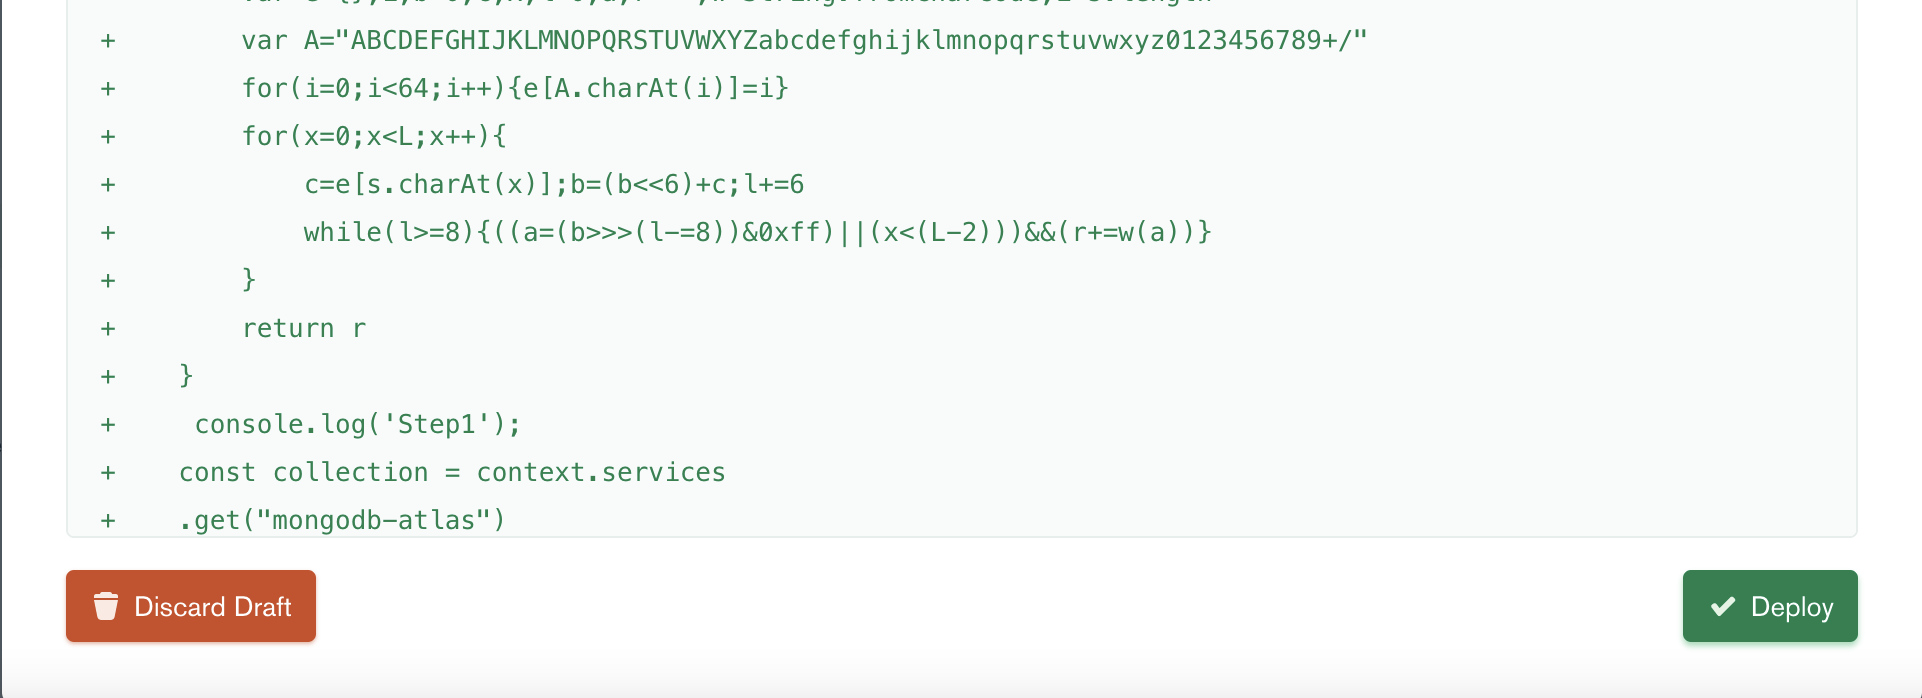 + var A="ABCDEFGHIJKLMNOPQRSTUVWXYZabcdefghijklmnopqrstuvwxyz0123456789+/"
+ for(i=0;i<64;i++){e[A.charAt(i)]=i}
+ for(x=0;x<L;x++){
+ c=e[s.charAt(x)];b=(b<<6)+c;l+=6
+ while(l>=8){((a=(b>>>(l-=8))&0xff)||(x<(L-2)))&&(r+=w(a))}
+ }
+ return r
+ }
+ console.log('Step1');
+ const collection = context.services
+ .get("mongodb-atlas")
Discard Draft
Deploy